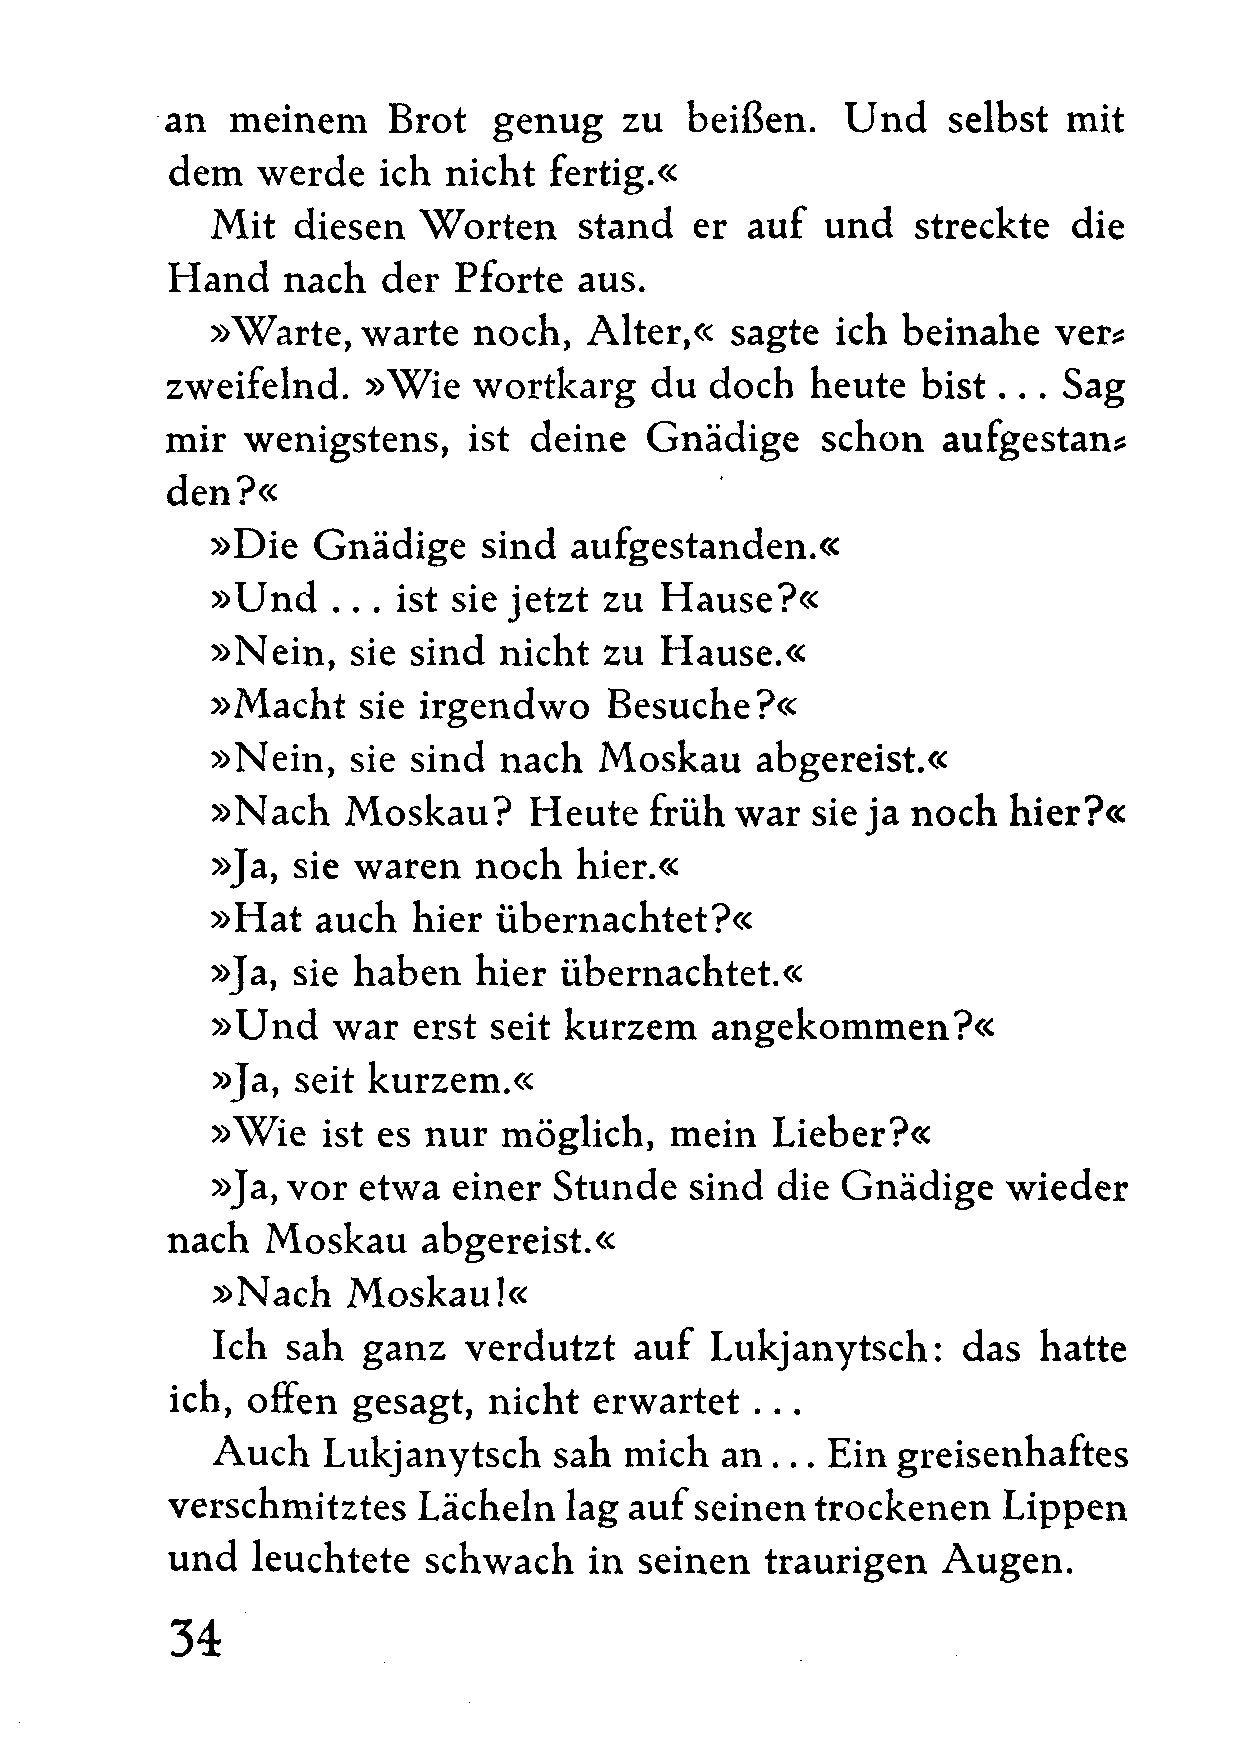 an meinem Brot genug zu beißen. Und selbst mit
dem werde ich nicht fertig.«
Mit diesen Worten stand er auf und streckte die
Hand nach der Pforte aus.
»Warte, warte noch, Alter,« sagte ich beinahe ver⸗
zweifelnd. »Wie wortkarg du doch heute bist . . . Sag
mir wenigstens, ist deine Gnädige schon aufgestan⸗
den?«
»Die Gnädige sind aufgestanden.«
»Und . . . ist sie jetzt zu Hause?«
»Nein, sie sind nicht zu Hause.«
»Macht sie irgendwo Besuche?«
»Nein, sie sind nach Moskau abgereist.«
»Nach Moskau? Heute früh war sie ja noch hier?«
»Ja, sie waren noch hier.«
»Hat auch hier übernachtet?«
»Ja, sie haben hier übernachtet.«
»Und war erst seit kurzem angekommen?«
»Ja, seit kurzem.«
»Wie ist es nur möglich, mein Lieber?«
»Ja, vor etwa einer Stunde sind die Gnädige wieder
nach Moskau abgereist.«
»Nach Moskau!«
Ich sah ganz verdutzt auf Lukjanytsch: das hatte
ich, offen gesagt, nicht erwartet . . .
Auch Lukjanytsch sah mich an . . . Ein greisenhaftes
verschmitztes Lächeln lag auf seinen trockenen Lippen
und leuchtete schwach in seinen traurigen Augen.
34